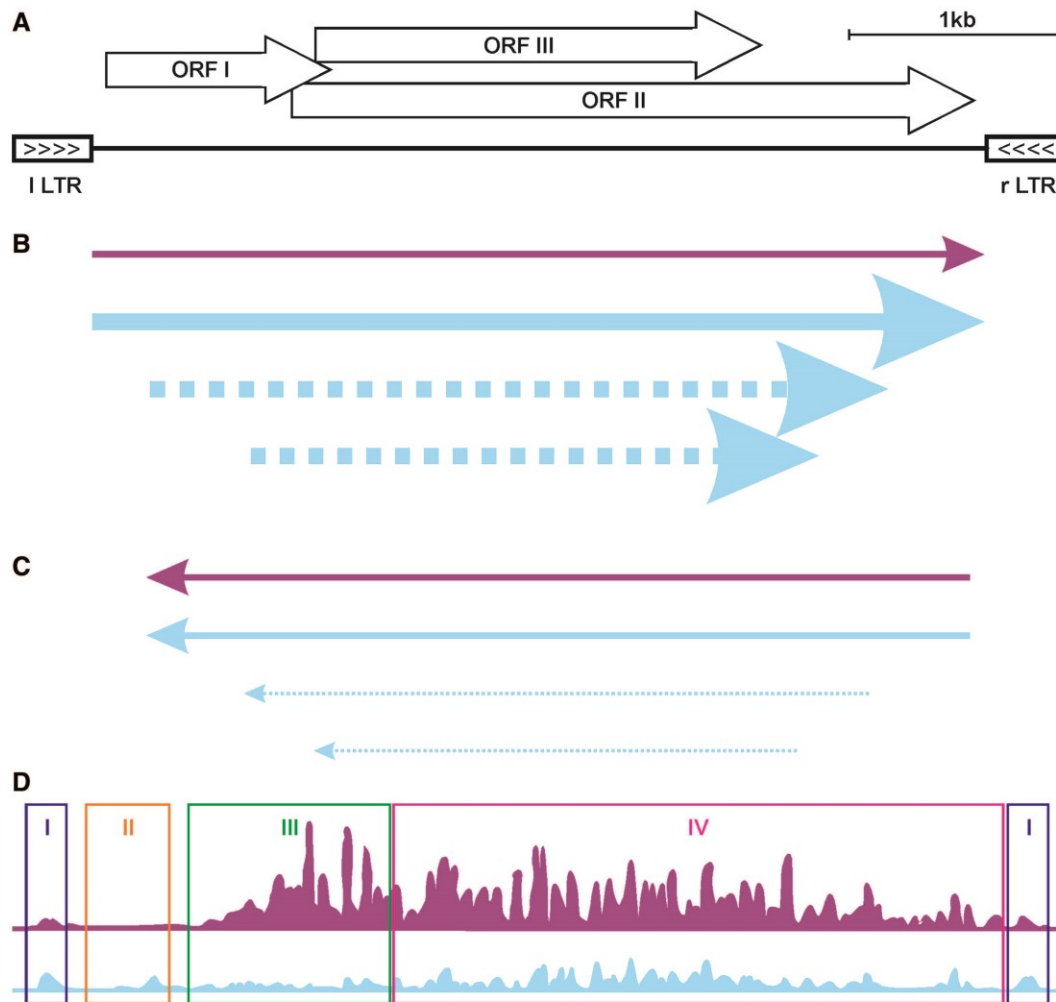 A
1kb
ORF III
ORF I
ORF II
>>>> <<<<
l LTR r LTR
B
C
D
I II III IV I